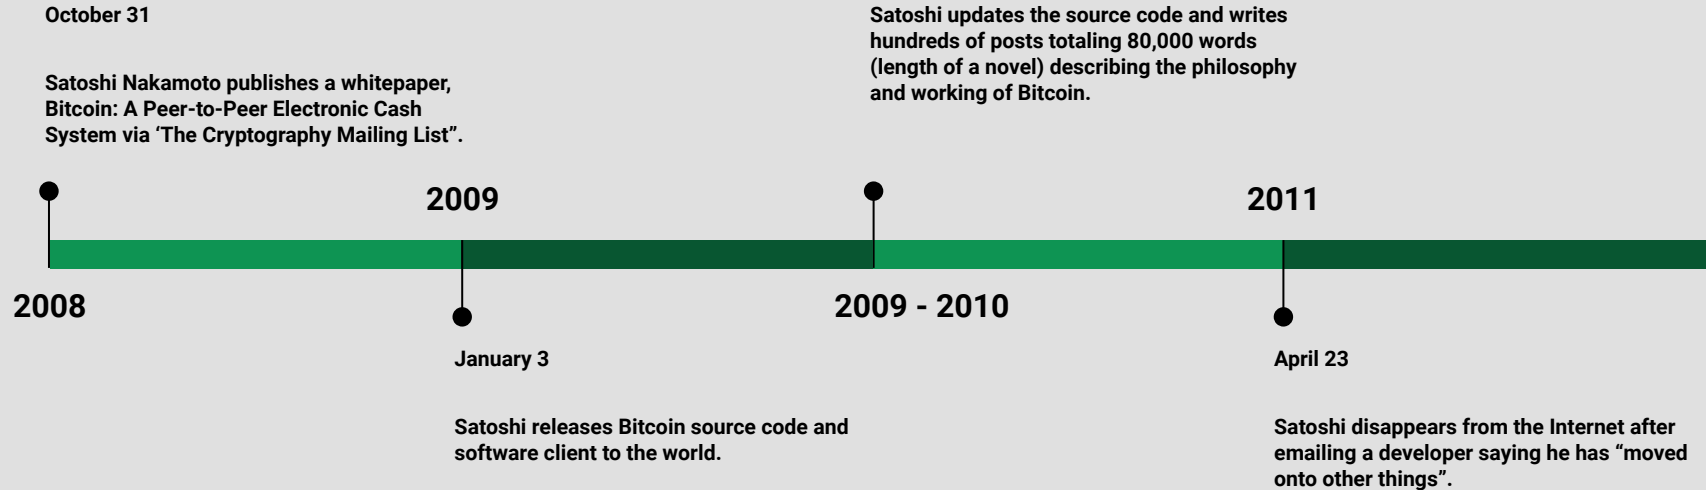 October 31
Satoshi Nakamoto publishes a whitepaper,
Bitcoin: A Peer-to-Peer Electronic Cash
System via ‘The Cryptography Mailing List”.
2008
2009
January 3
Satoshi releases Bitcoin source code and
software client to the world.
Satoshi updates the source code and writes
hundreds of posts totaling 80,000 words
(length of a novel) describing the philosophy
and working of Bitcoin.
2009 - 2010
2011
April 23
Satoshi disappears from the Internet after
emailing a developer saying he has “moved
onto other things”.